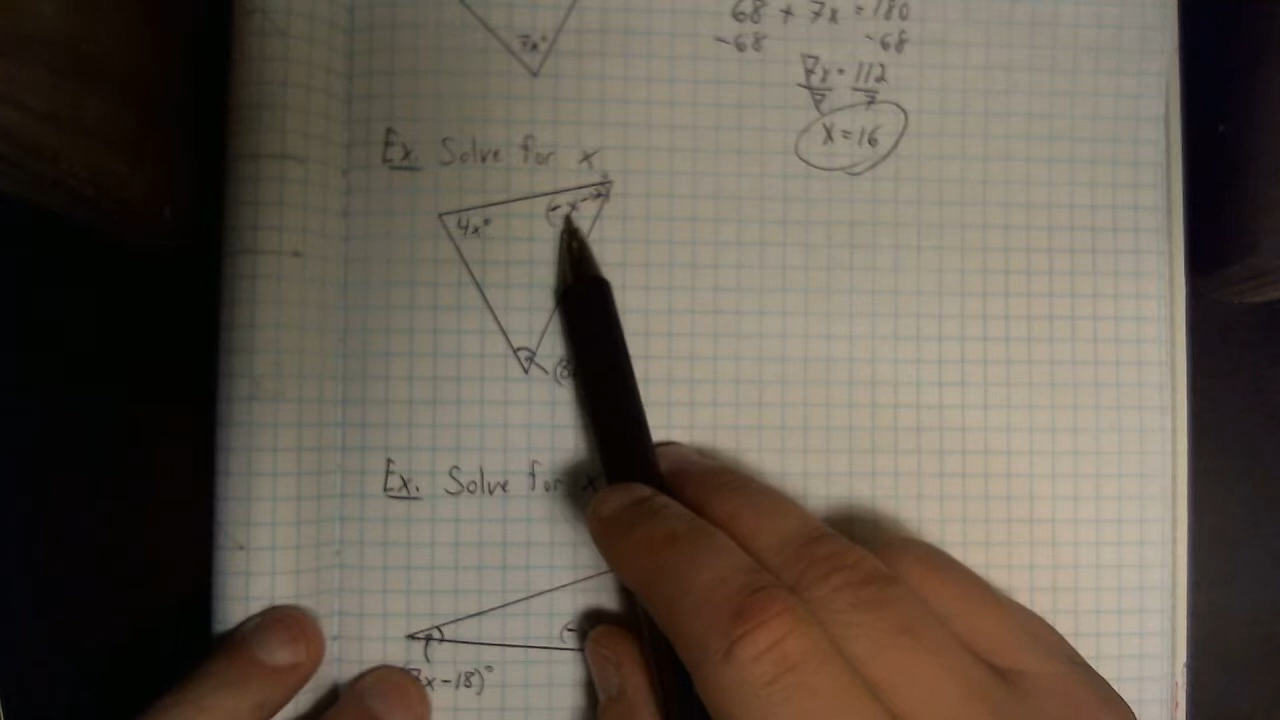 68 + 7x = 180
-68 -68
7x°
7x = 112
7 7
x = 16
Ex. Solve for x
4x°
(8
Ex. Solve for x
x-18)°